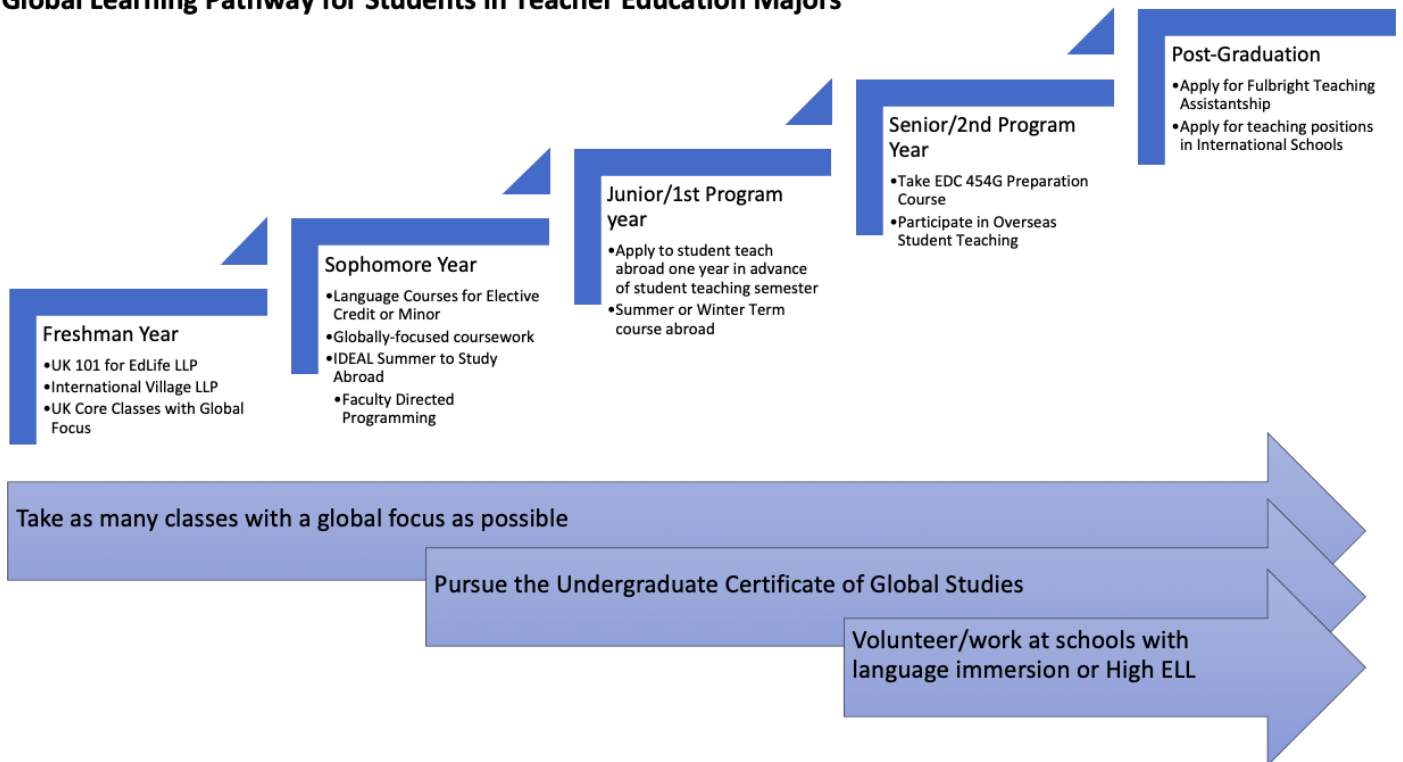 Global Learning Pathway for Students in Teacher Education Majors
Freshman Year
•UK 101 for EdLife LLP
•International Village LLP
•UK Core Classes with Global
Focus
Sophomore Year
•Language Courses for Elective
Credit or Minor
•Globally-focused coursework
•IDEAL Summer to Study
Abroad
•Faculty Directed
Programming
Junior/1st Program
year
•Apply to student teach
abroad one year in advance
of student teaching semester
•Summer or Winter Term
course abroad
Senior/2nd Program
Year
•Take EDC 454G Preparation
Course
•Participate in Overseas
Student Teaching
Post-Graduation
•Apply for Fulbright Teaching
Assistantship
•Apply for teaching positions
in International Schools
Take as many classes with a global focus as possible
Pursue the Undergraduate Certificate of Global Studies
Volunteer/work at schools with
language immersion or High ELL